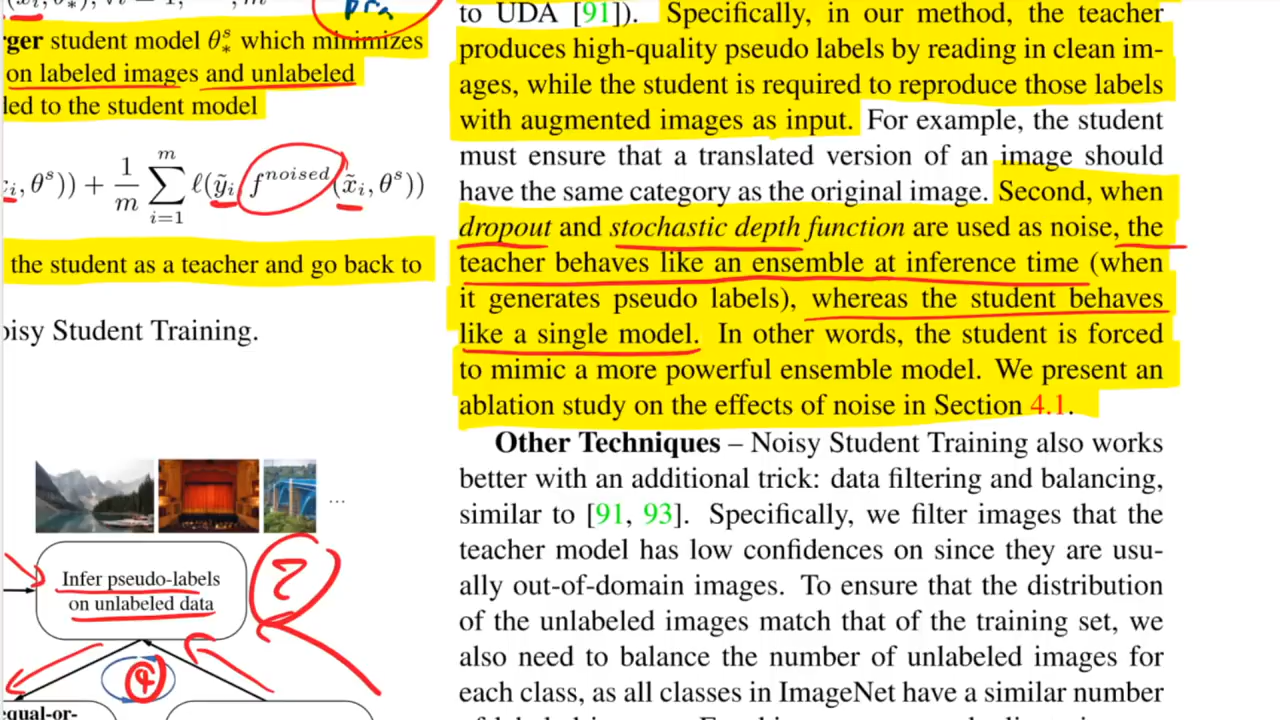 rger student model θˢ⁎ which minimizes
on labeled images and unlabeled
ded to the student model
, θˢ)) + 1/m ∑ᵢ₌₁ᵐ ℓ(ỹᵢ, fⁿᵒⁱˢᵉᵈ(x̃ᵢ, θˢ))
the student as a teacher and go back to
oisy Student Training.
...
Infer pseudo-labels
on unlabeled data
2
4
equal-or-
to UDA [91]). Specifically, in our method, the teacher
produces high-quality pseudo labels by reading in clean im-
ages, while the student is required to reproduce those labels
with augmented images as input. For example, the student
must ensure that a translated version of an image should
have the same category as the original image. Second, when
dropout and stochastic depth function are used as noise, the
teacher behaves like an ensemble at inference time (when
it generates pseudo labels), whereas the student behaves
like a single model. In other words, the student is forced
to mimic a more powerful ensemble model. We present an
ablation study on the effects of noise in Section 4.1.
Other Techniques – Noisy Student Training also works
better with an additional trick: data filtering and balancing,
similar to [91, 93]. Specifically, we filter images that the
teacher model has low confidences on since they are usu-
ally out-of-domain images. To ensure that the distribution
of the unlabeled images match that of the training set, we
also need to balance the number of unlabeled images for
each class, as all classes in ImageNet have a similar number